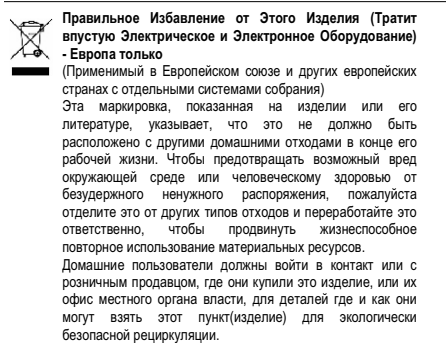 Правильное Избавление от Этого Изделия (Тратит
впустую Электрическое и Электронное Оборудование)
- Европа только
(Применимый в Европейском союзе и других европейских
странах с отдельными системами собрания)
Эта маркировка, показанная на изделии или его
литературе, указывает, что это не должно быть
расположено с другими домашними отходами в конце его
рабочей жизни. Чтобы предотвращать возможный вред
окружающей среде или человеческому здоровью от
безудержного ненужного распоряжения, пожалуйста
отделите это от других типов отходов и переработайте это
ответственно, чтобы продвинуть жизнеспособное
повторное использование материальных ресурсов.
Домашние пользователи должны войти в контакт или с
розничным продавцом, где они купили это изделие, или их
офис местного органа власти, для деталей где и как они
могут взять этот пункт(изделие) для экологически
безопасной рециркуляции.